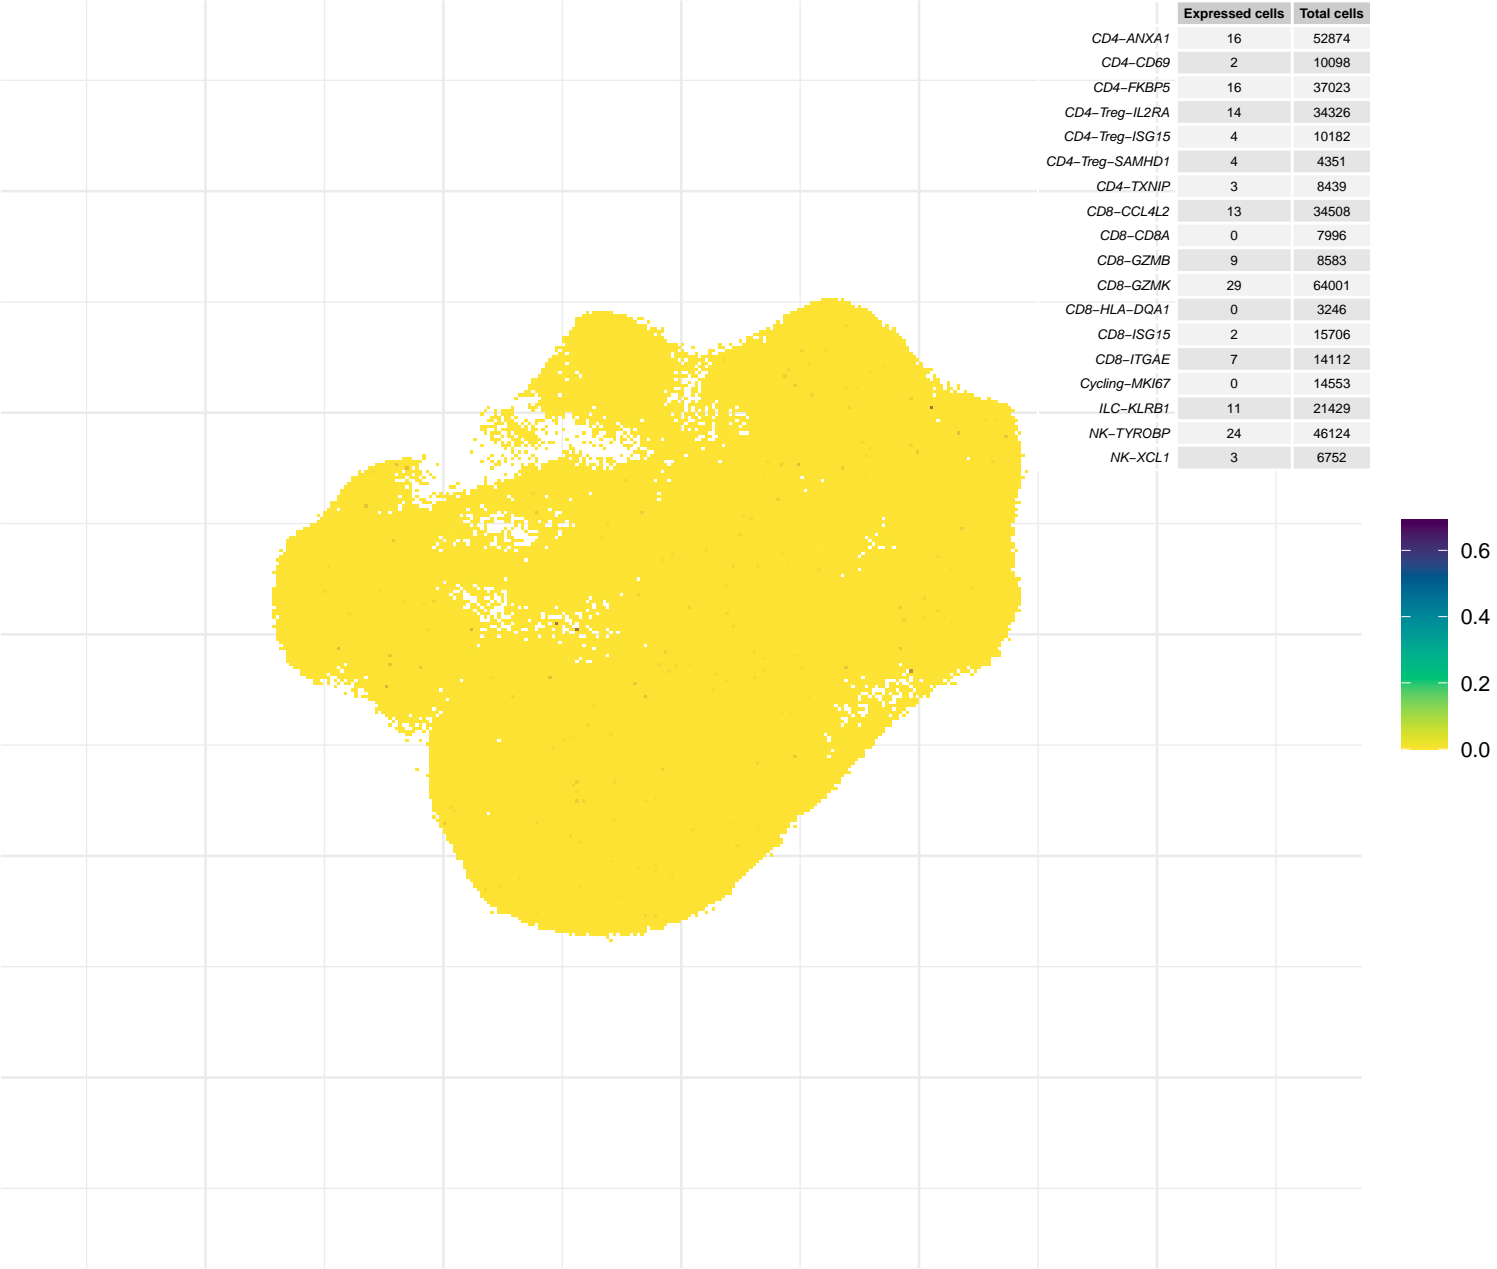 Expressed cells Total cells
CD4−ANXA1 16 52874
CD4−CD69 2 10098
CD4−FKBP5 16 37023
CD4−Treg−IL2RA 14 34326
CD4−Treg−ISG15 4 10182
CD4−Treg−SAMHD1 4 4351
CD4−TXNIP 3 8439
CD8−CCL4L2 13 34508
CD8−CD8A 0 7996
CD8−GZMB 9 8583
CD8−GZMK 29 64001
CD8−HLA−DQA1 0 3246
CD8−ISG15 2 15706
CD8−ITGAE 7 14112
Cycling−MKI67 0 14553
ILC−KLRB1 11 21429
NK−TYROBP 24 46124
NK−XCL1 3 6752
0.6
0.4
0.2
0.0